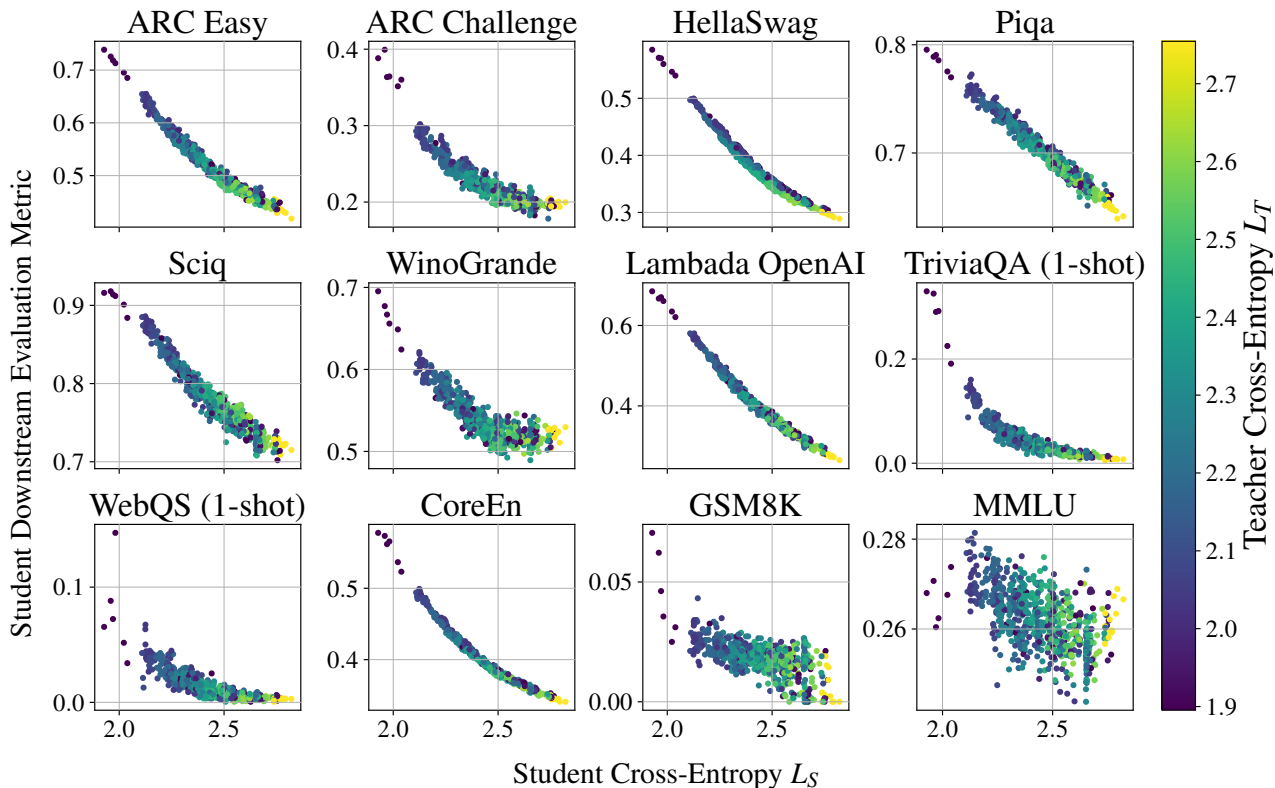 ARC Easy ARC Challenge HellaSwag Piqa
0.7 0.6 0.5
0.4 0.3 0.2
0.5 0.4 0.3
0.8 0.7
Sciq WinoGrande Lambada OpenAI TriviaQA (1-shot)
0.9 0.8 0.7
0.7 0.6 0.5
0.6 0.4
0.2 0.0
WebQS (1-shot) CoreEn GSM8K MMLU
0.1 0.0
0.5 0.4
0.05 0.00
0.28 0.26
2.0 2.5 2.0 2.5 2.0 2.5 2.0 2.5
Student Downstream Evaluation Metric
Student Cross-Entropy L_S
2.7
2.6
2.5
2.4
2.3
2.2
2.1
2.0
1.9
Teacher Cross-Entropy L_T